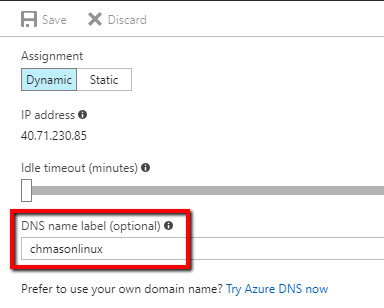 Save Discard
Assignment
Dynamic Static
IP address
40.71.230.85
Idle timeout (minutes)
DNS name label (optional)
chmasonlinux
Prefer to use your own domain name? Try Azure DNS now